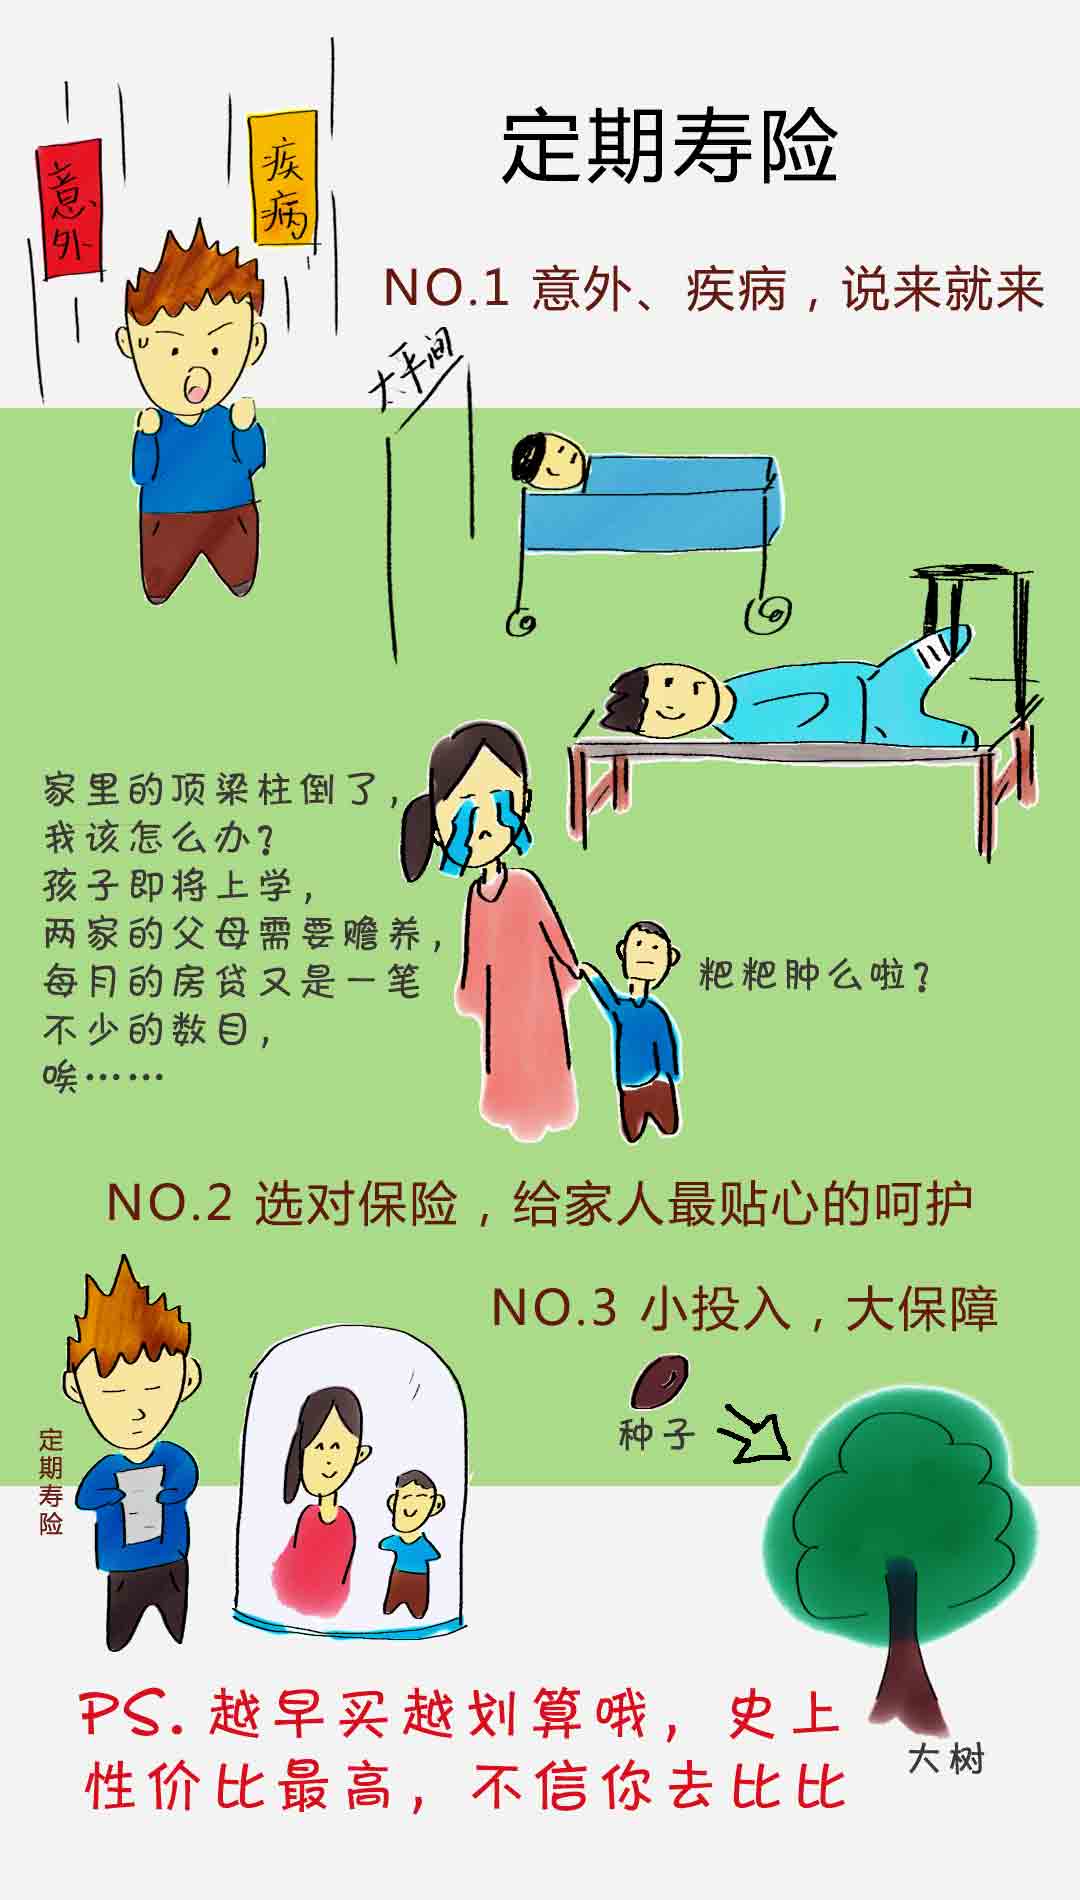 定期寿险
意外
疾病
NO.1 意外、疾病，说来就来
太平间
家里的顶梁柱倒了，
我该怎么办？
孩子即将上学，
两家的父母需要赡养，
每月的房贷又是一笔
不少的数目，
唉……
粑粑肿么啦？
NO.2 选对保险，给家人最贴心的呵护
NO.3 小投入，大保障
种子
定期寿险
大树
PS. 越早买越划算哦，史上
性价比最高，不信你去比比